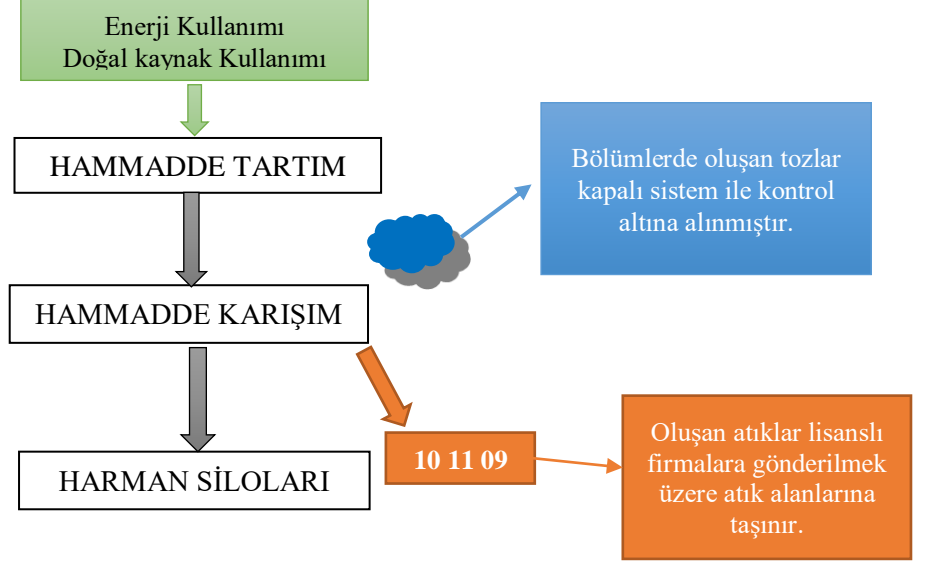 Enerji Kullanımı
Doğal kaynak Kullanımı
HAMMADDE TARTIM
Bölümlerde oluşan tozlar
kapalı sistem ile kontrol
altına alınmıştır.
HAMMADDE KARIŞIM
10 11 09
Oluşan atıklar lisanslı
firmalara gönderilmek
üzere atık alanlarına
taşınır.
HARMAN SİLOLARI